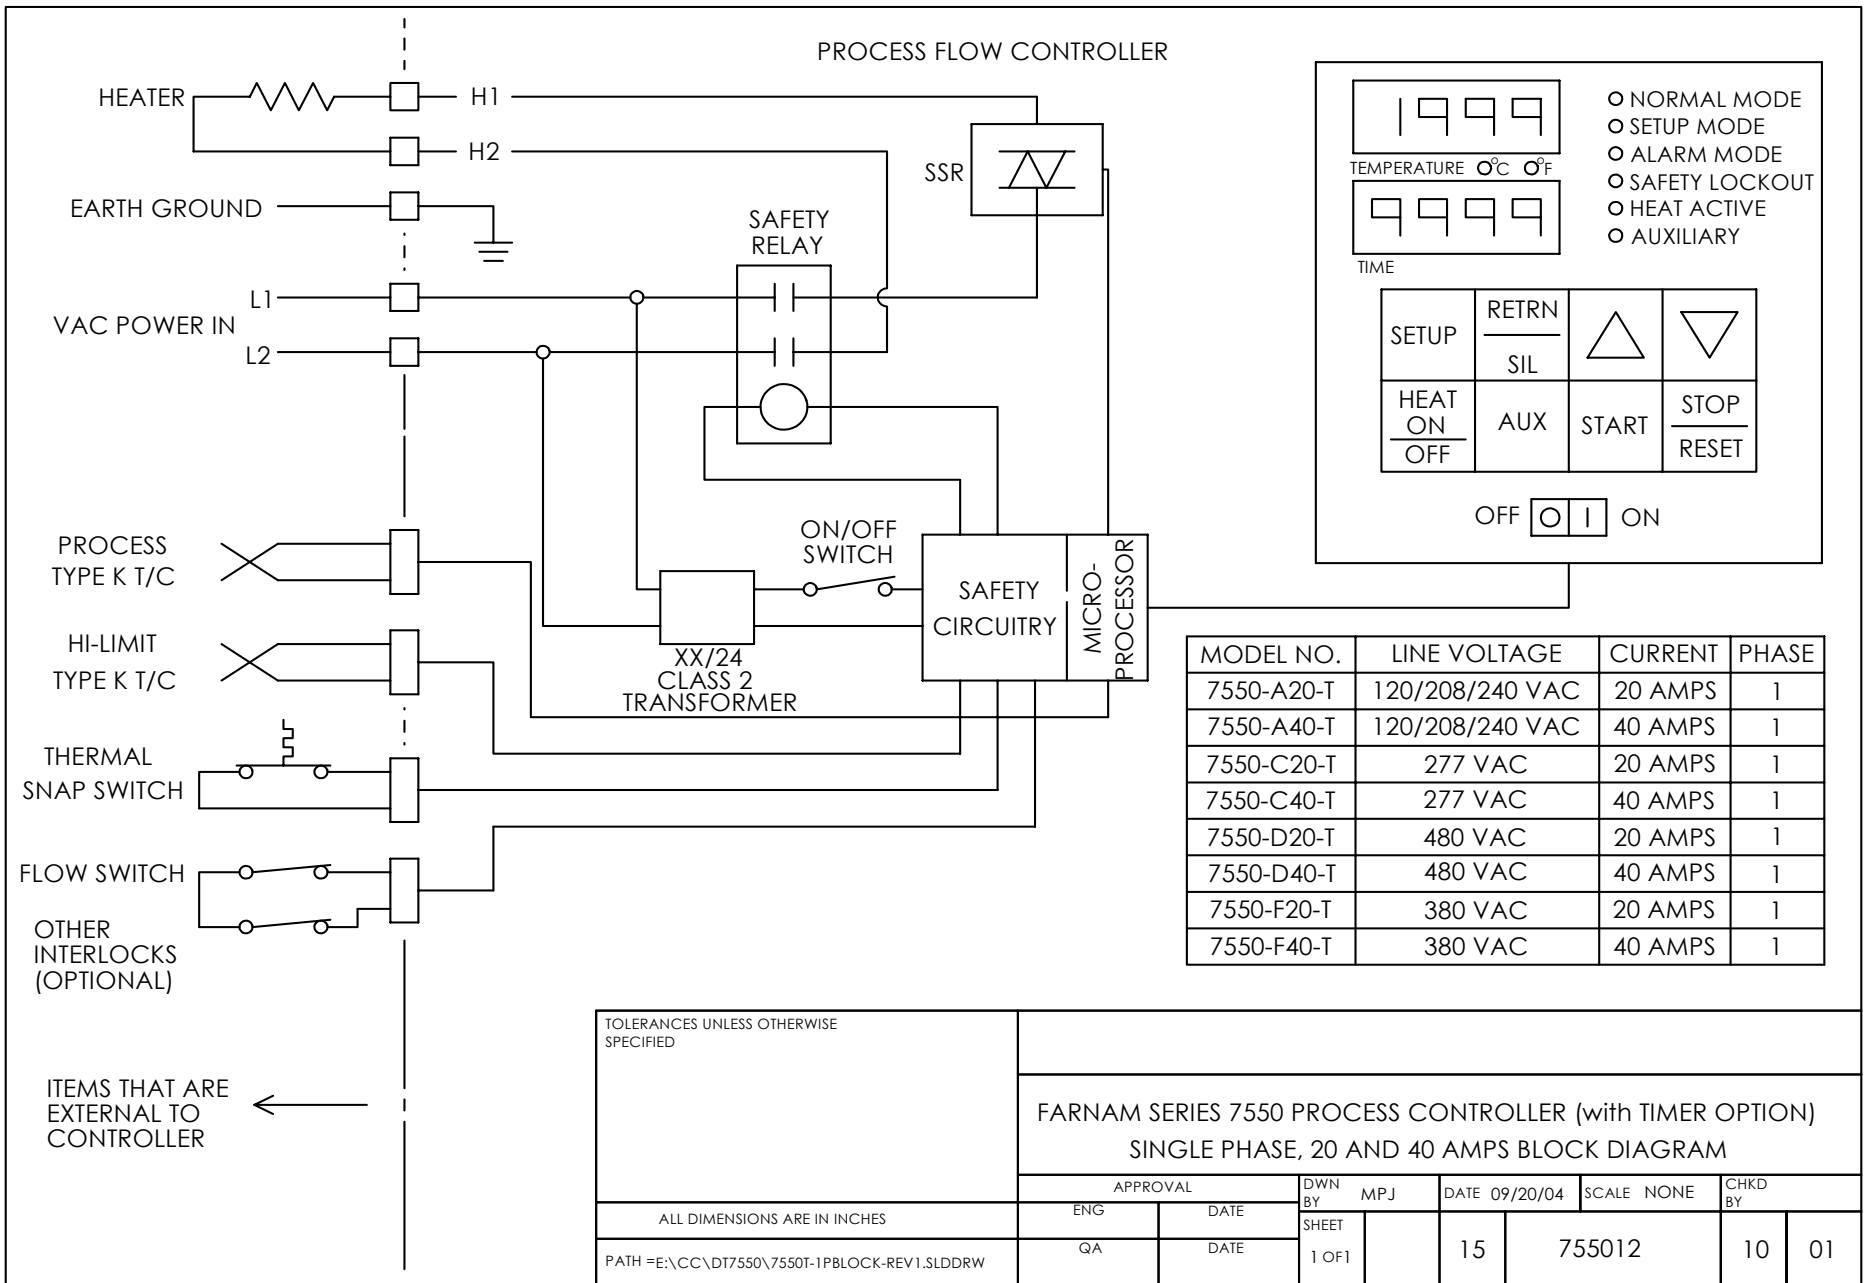 PROCESS FLOW CONTROLLER
HEATER
H1
H2
EARTH GROUND
SSR
SAFETY
RELAY
L1
VAC POWER IN
L2
PROCESS
TYPE K T/C
HI-LIMIT
TYPE K T/C
THERMAL
SNAP SWITCH
FLOW SWITCH
OTHER
INTERLOCKS
(OPTIONAL)
ITEMS THAT ARE
EXTERNAL TO
CONTROLLER
ON/OFF
SWITCH
XX/24
CLASS 2
TRANSFORMER
SAFETY
CIRCUITRY
MICRO-
PROCESSOR
1999
TEMPERATURE °C °F
9999
TIME
NORMAL MODE
SETUP MODE
ALARM MODE
SAFETY LOCKOUT
HEAT ACTIVE
AUXILIARY
SETUP
RETRN
SIL
HEAT
ON
OFF
AUX
START
STOP
RESET
OFF O I ON
MODEL NO. LINE VOLTAGE CURRENT PHASE
7550-A20-T 120/208/240 VAC 20 AMPS 1
7550-A40-T 120/208/240 VAC 40 AMPS 1
7550-C20-T 277 VAC 20 AMPS 1
7550-C40-T 277 VAC 40 AMPS 1
7550-D20-T 480 VAC 20 AMPS 1
7550-D40-T 480 VAC 40 AMPS 1
7550-F20-T 380 VAC 20 AMPS 1
7550-F40-T 380 VAC 40 AMPS 1
TOLERANCES UNLESS OTHERWISE
SPECIFIED
ALL DIMENSIONS ARE IN INCHES
PATH =E:\CC\DT7550\7550T-1PBLOCK-REV1.SLDDRW
FARNAM SERIES 7550 PROCESS CONTROLLER (with TIMER OPTION)
SINGLE PHASE, 20 AND 40 AMPS BLOCK DIAGRAM
APPROVAL
ENG DATE
QA DATE
DWN
BY MPJ
DATE 09/20/04
SCALE NONE
CHKD
BY
SHEET
1 OF1
15
755012
10
01